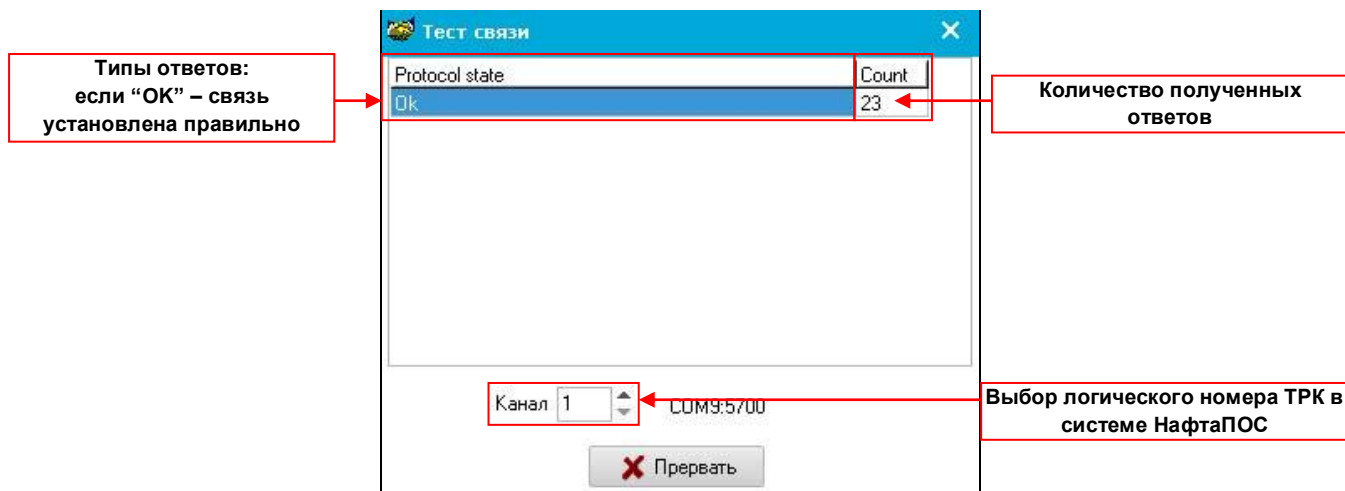 Тест связи
Типы ответов:
если “OK” – связь
установлена правильно
Protocol state
Count
Ok
23
Количество полученных
ответов
Канал 1
COM9:5700
Выбор логического номера ТРК в
системе НафтаПОС
Прервать